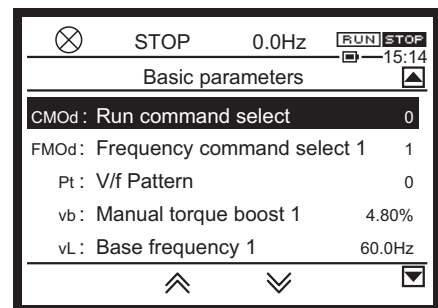 STOP 0.0Hz RUN STOP
15:14
Basic parameters
CMOd : Run command select 0
FMOd : Frequency command select 1 1
Pt : V/f Pattern 0
vb : Manual torque boost 1 4.80%
vL : Base frequency 1 60.0Hz